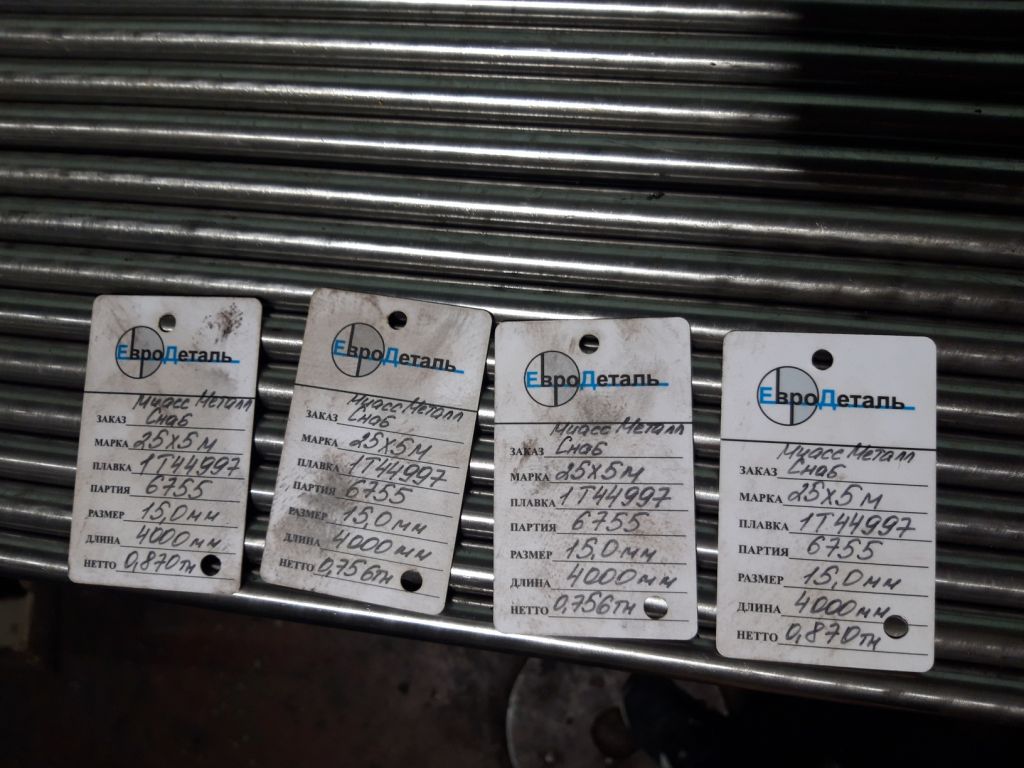 ЕвроДеталь
Миасс Металл
ЗАКАЗ Снаб
МАРКА 25Х5М
ПЛАВКА 1Т44997
ПАРТИЯ 6755
РАЗМЕР 15,0мм
ДЛИНА 4000мм
НЕТТО 0,870тн
ЕвроДеталь
Миасс Металл
ЗАКАЗ Снаб
МАРКА 25Х5М
ПЛАВКА 1Т44997
ПАРТИЯ 6755
РАЗМЕР 15,0мм
ДЛИНА 4000мм
НЕТТО 0,756тн
ЕвроДеталь
Миасс Металл
ЗАКАЗ Снаб
МАРКА 25Х5М
ПЛАВКА 1Т44997
ПАРТИЯ 6755
РАЗМЕР 15,0мм
ДЛИНА 4000мм
НЕТТО 0,756тн
ЕвроДеталь
Миасс Металл
ЗАКАЗ Снаб
МАРКА 25Х5М
ПЛАВКА 1Т44997
ПАРТИЯ 6755
РАЗМЕР 15,0мм
ДЛИНА 4000мм
НЕТТО 0,870тн